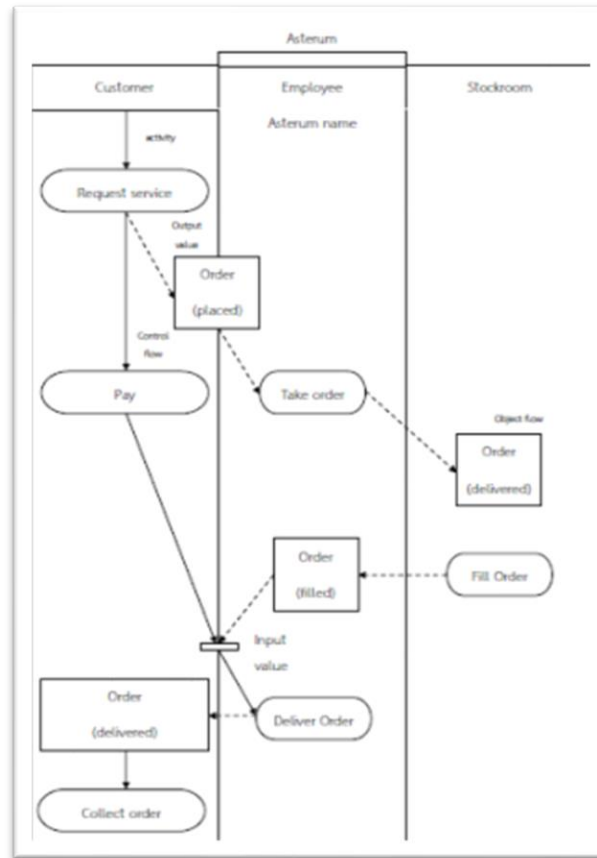 Asterum
Customer
Employee
Stockroom
Asterum name
activity
Request service
Output
value
Order
(placed)
Control
flow
Pay
Take order
Object flow
Order
(delivered)
Order
(filled)
Fill Order
Input
value
Order
(delivered)
Deliver Order
Collect order